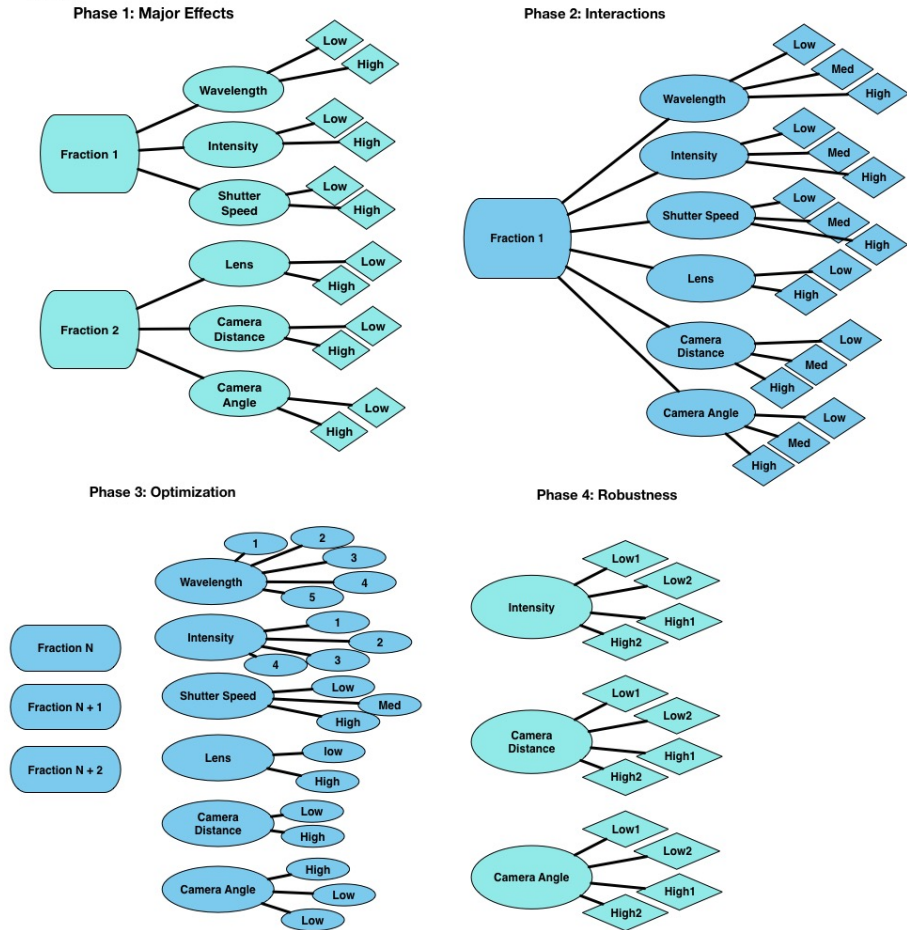 Phase 1: Major Effects
Low
High
Wavelength
Fraction 1
Intensity
Low
High
Shutter
Speed
Low
High
Lens
Low
High
Fraction 2
Camera
Distance
Low
High
Camera
Angle
Low
High
Phase 2: Interactions
Low
Med
High
Wavelength
Low
Med
High
Intensity
Low
Med
High
Shutter Speed
Fraction 1
Lens
Low
High
Camera
Distance
Low
Med
High
Camera Angle
Low
Med
High
Phase 3: Optimization
1
2
3
4
5
Wavelength
Intensity
1
2
3
4
Fraction N
Shutter Speed
Low
Med
High
Fraction N + 1
Lens
low
High
Fraction N + 2
Camera
Distance
Low
High
Camera Angle
High
Low
Low
Phase 4: Robustness
Low1
Low2
Intensity
High1
High2
Low1
Low2
Camera
Distance
High1
High2
Low1
Low2
Camera Angle
High1
High2